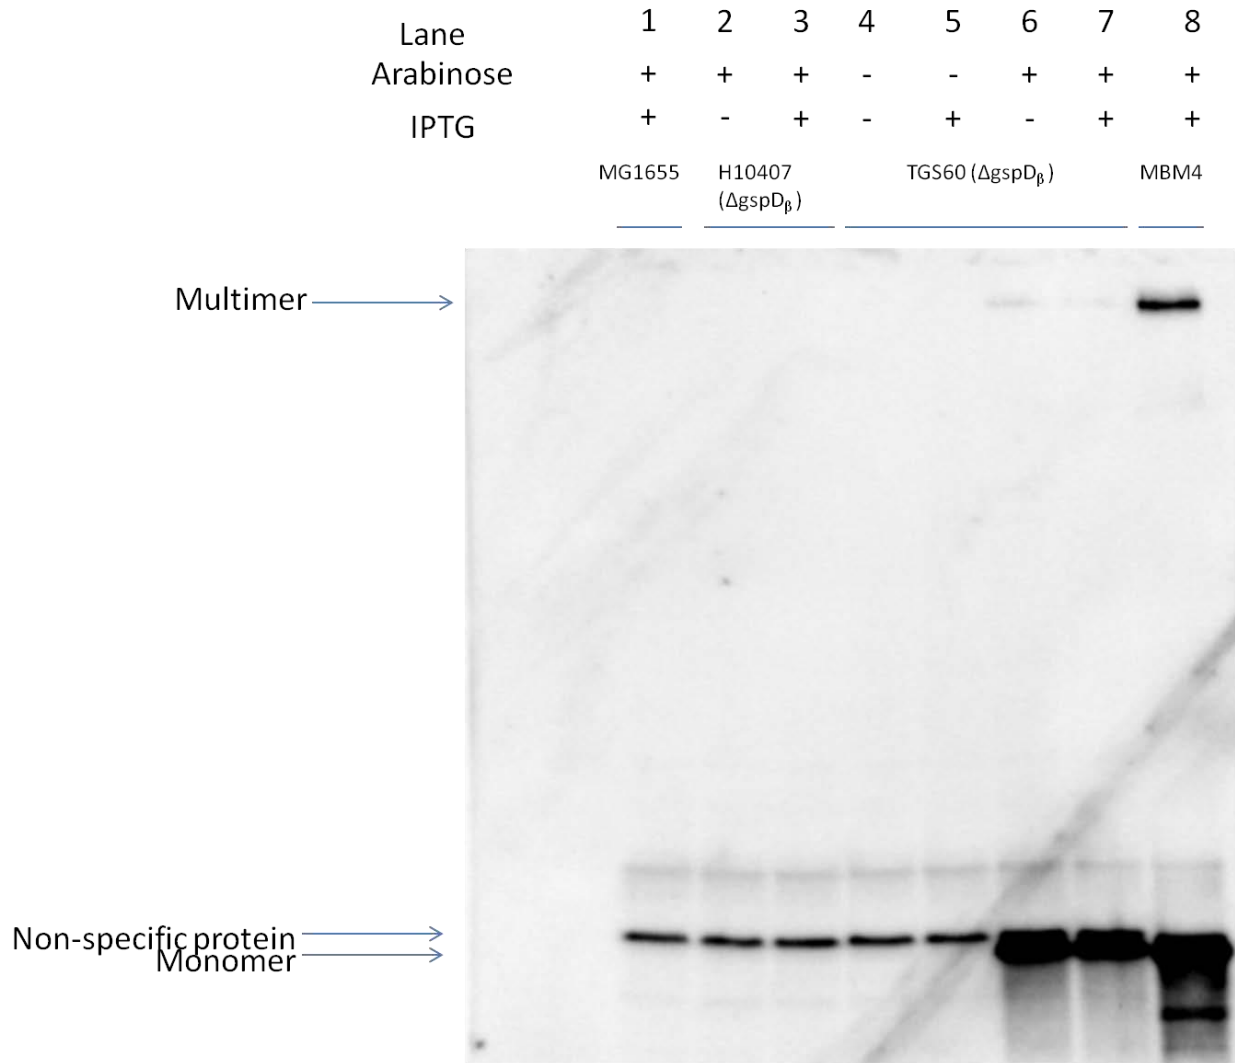 Lane 1 2 3 4 5 6 7 8
Arabinose + + + - - + + +
IPTG + - + - + - + +
MG1655 H10407 TGS60 (ΔgspDβ) MBM4
(ΔgspDβ)
Multimer
Non-specific protein
Monomer